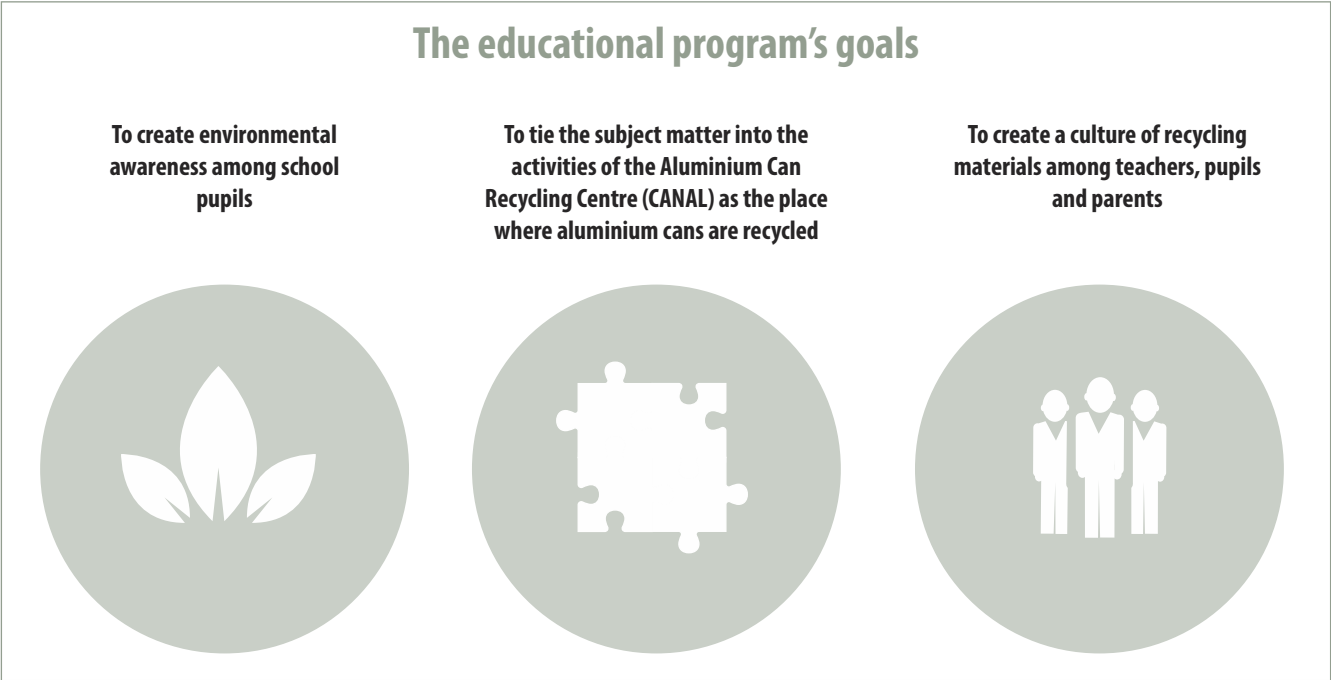 The educational program's goals
To create environmental
awareness among school
pupils
To tie the subject matter into the
activities of the Aluminium Can
Recycling Centre (CANAL) as the place
where aluminium cans are recycled
To create a culture of recycling
materials among teachers, pupils
and parents